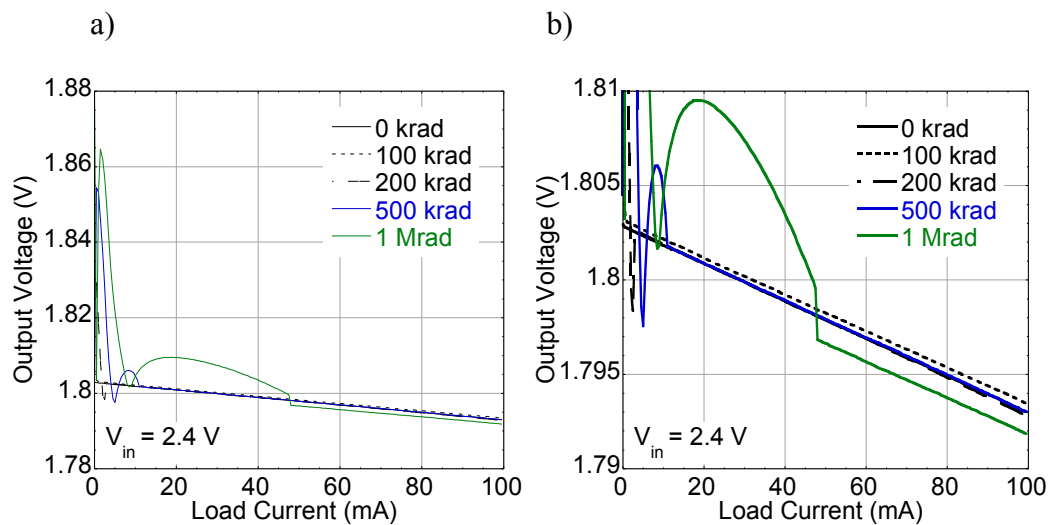 a)
Output Voltage (V)
1.88
1.86
1.84
1.82
1.8
1.78
0 krad
100 krad
200 krad
500 krad
1 Mrad
Vin = 2.4 V
0 20 40 60 80 100
Load Current (mA)
b)
Output Voltage (V)
1.81
1.805
1.8
1.795
1.79
0 krad
100 krad
200 krad
500 krad
1 Mrad
Vin = 2.4 V
0 20 40 60 80 100
Load Current (mA)